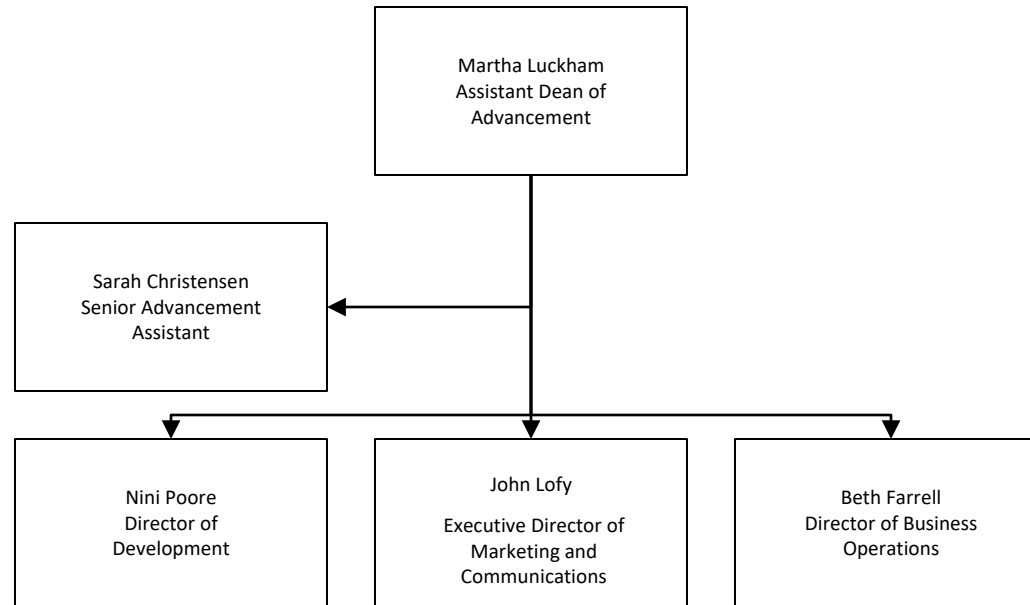 Martha Luckham
Assistant Dean of
Advancement
Sarah Christensen
Senior Advancement
Assistant
Nini Poore
Director of
Development
John Lofy
Executive Director of
Marketing and
Communications
Beth Farrell
Director of Business
Operations